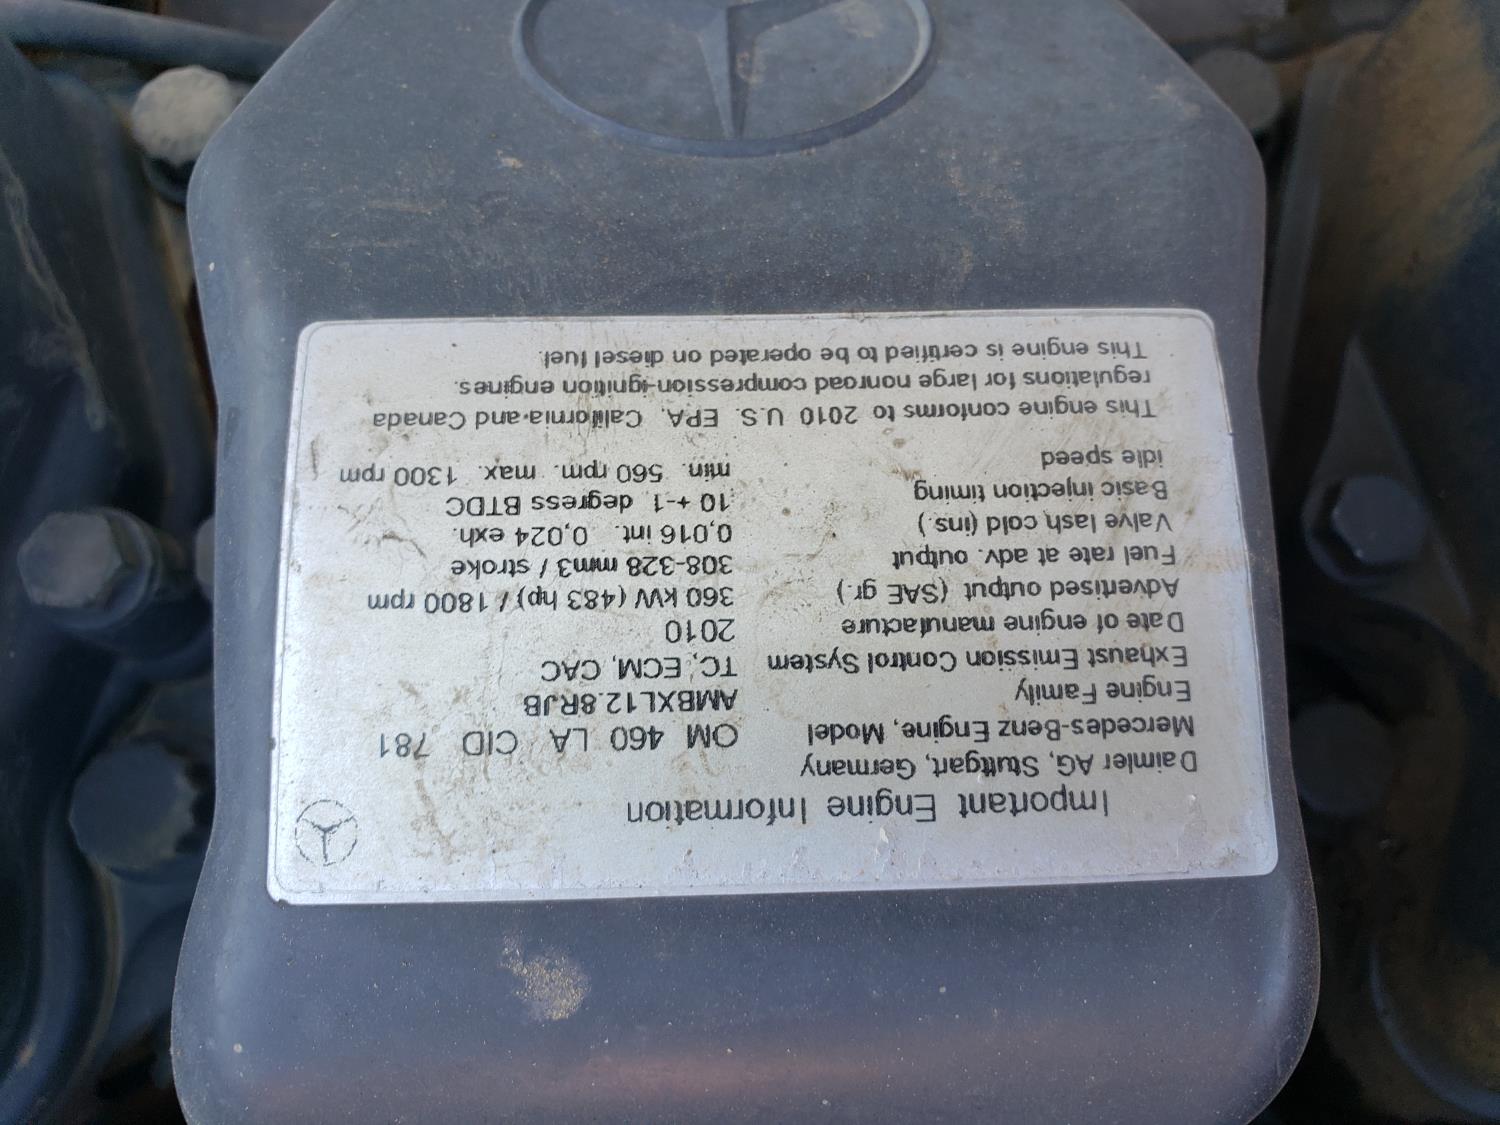 Important Engine Information
Daimler AG, Stuttgart, Germany
Mercedes-Benz Engine, Model OM 460 LA CID 781
Engine Family AMBXL12.8RJB
Exhaust Emission Control System TC, ECM, CAC
Date of engine manufacture 2010
Advertised output (SAE gr.) 360 kW (483 hp) / 1800 rpm
Fuel rate at adv. output 308-328 mm3 / stroke
Valve lash cold (ins.) 0,016 int. 0,024 exh.
Basic injection timing 10 +-1 degress BTDC
idle speed min. 560 rpm. max. 1300 rpm
This engine conforms to 2010 U.S. EPA, California and Canada
regulations for large nonroad compression-ignition engines.
This engine is certified to be operated on diesel fuel.